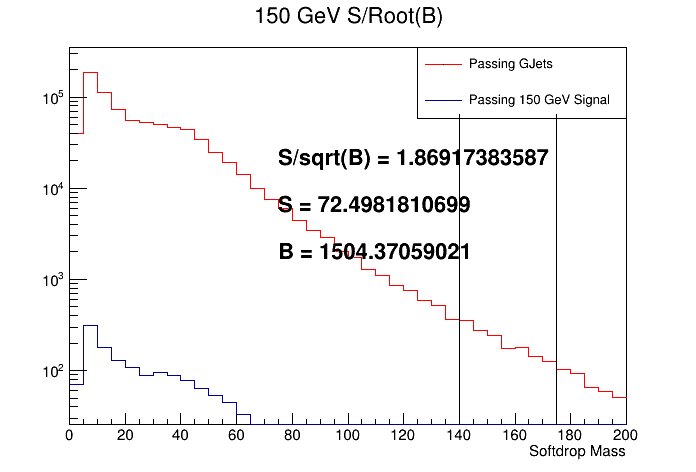 150 GeV S/Root(B)
Passing GJets
Passing 150 GeV Signal
S/sqrt(B) = 1.86917383587
S = 72.4981810699
B = 1504.37059021
10^5
10^4
10^3
10^2
0 20 40 60 80 100 120 140 160 180 200
Softdrop Mass